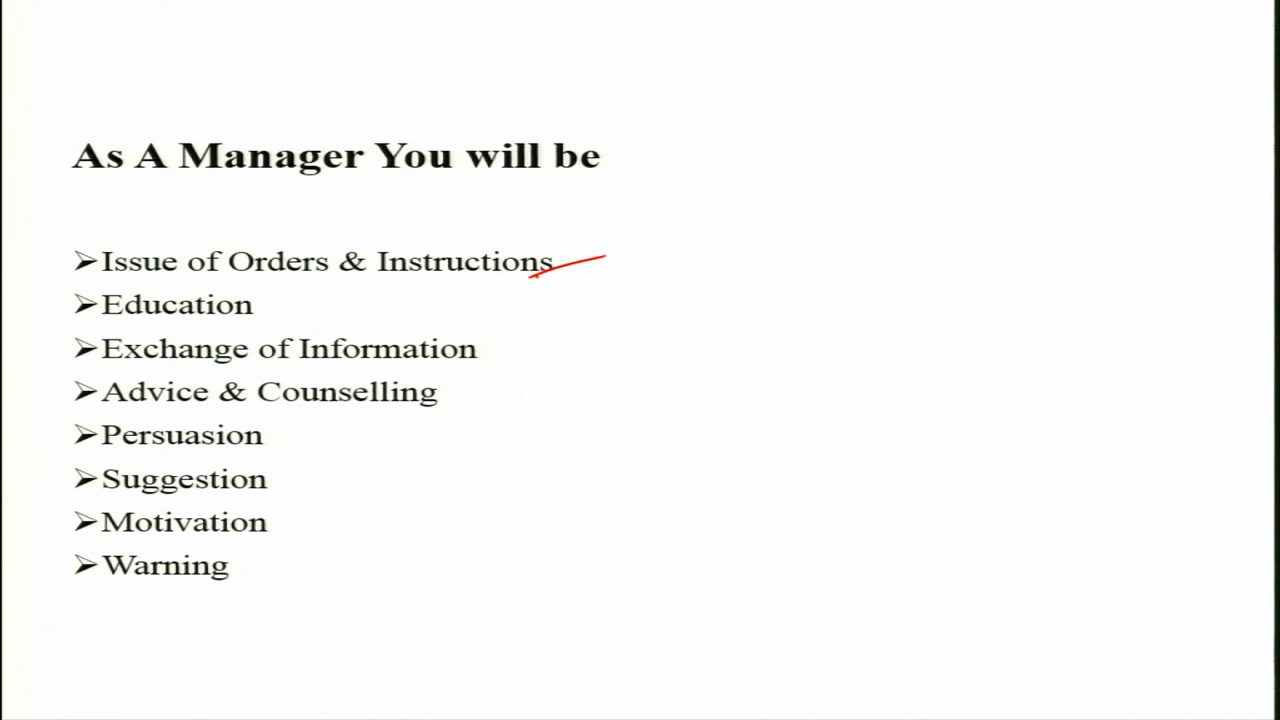 As A Manager You will be
➢Issue of Orders & Instructions
➢Education
➢Exchange of Information
➢Advice & Counselling
➢Persuasion
➢Suggestion
➢Motivation
➢Warning